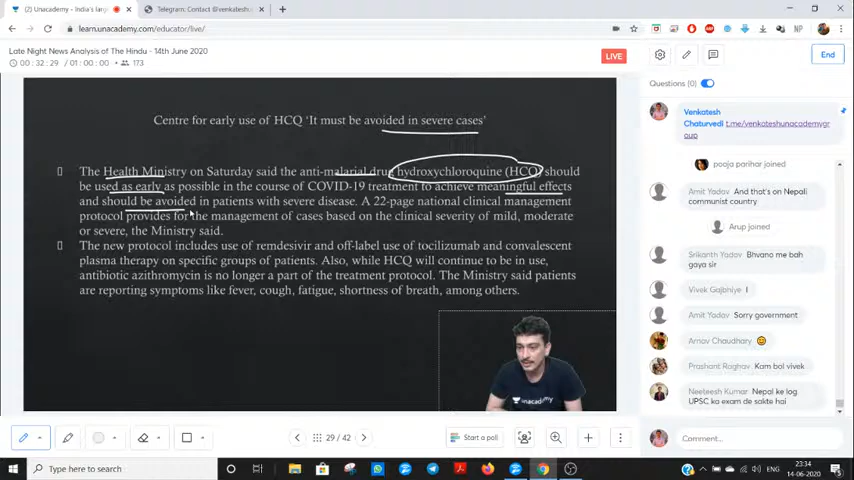 (2) Unacademy - India's larg
Telegram: Contact @venkateshu
learn.unacademy.com/educator/live/
NP
Late Night News Analysis of The Hindu - 14th June 2020
00 : 32 : 29 / 01 : 00 : 00 • 173
LIVE
End
Questions (0)
Centre for early use of HCQ 'It must be avoided in severe cases'
The Health Ministry on Saturday said the anti-malarial drug hydroxychloroquine (HCQ) should
be used as early as possible in the course of COVID-19 treatment to achieve meaningful effects
and should be avoided in patients with severe disease. A 22-page national clinical management
protocol provides for the management of cases based on the clinical severity of mild, moderate
or severe, the Ministry said.
The new protocol includes use of remdesivir and off-label use of tocilizumab and convalescent
plasma therapy on specific groups of patients. Also, while HCQ will continue to be in use,
antibiotic azithromycin is no longer a part of the treatment protocol. The Ministry said patients
are reporting symptoms like fever, cough, fatigue, shortness of breath, among others.
unacademy
Venkatesh
Chaturvedi t.me/venkateshunacademygr
oup
pooja parihar joined
Amit Yadav And that's on Nepali
communist country
Arup joined
Srikanth Yadav Bhvano me bah
gaya sir
Vivek Gajbhiye I
Amit Yadav Sorry government
Arnav Chaudhary
Prashant Raghav Kam bol vivek
Neeteesh Kumar Nepal ke log
UPSC ka exam de sakte hai
29 / 42
Start a poll
Comment...
Type here to search
ENG
23:34
14-06-2020